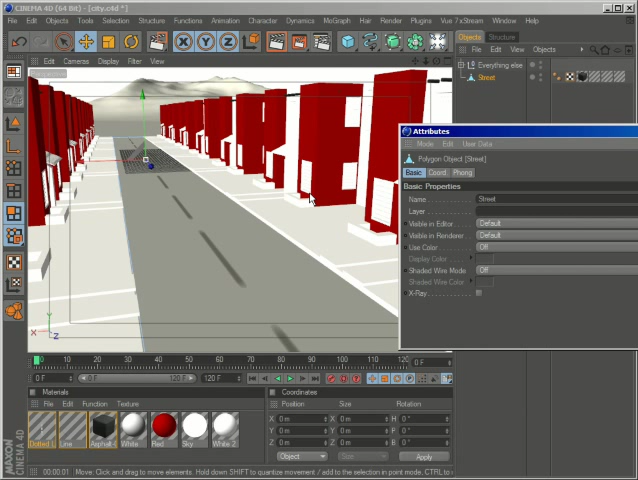 CINEMA 4D (64 Bit) - [city.c4d *]
File Edit Objects Tools Selection Structure Functions Animation Character Dynamics MoGraph Hair Render Plugins Vue 7xStream Window Help
Objects Structure
File Edit View Objects
Everything else
Street
Edit Cameras Display Filter View
Perspective
Attributes
Mode Edit User Data
Polygon Object [Street]
Basic Coord. Phong
Basic Properties
Name Street
Layer
Visible in Editor Default
Visible in Renderer Default
Use Color Off
Display Color
Shaded Wire Mode Off
Shaded Wire Color
X-Ray
Y
X Z
0 10 20 30 40 50 60 70 80 90 100 110 120 0 F
0 F 0 F 120 F 120 F
Materials
File Edit Function Texture
Dotted L Line Asphalt White Red Sky White 2
Coordinates
Position Size Rotation
X 0 m X 0 m H 0 °
Y 0 m Y 0 m P 0 °
Z 0 m Z 0 m B 0 °
Object Size Apply
MAXON
CINEMA 4D
00:00:01 Move: Click and drag to move elements. Hold down SHIFT to quantize movement / add to the selection in point mode, CTRL to